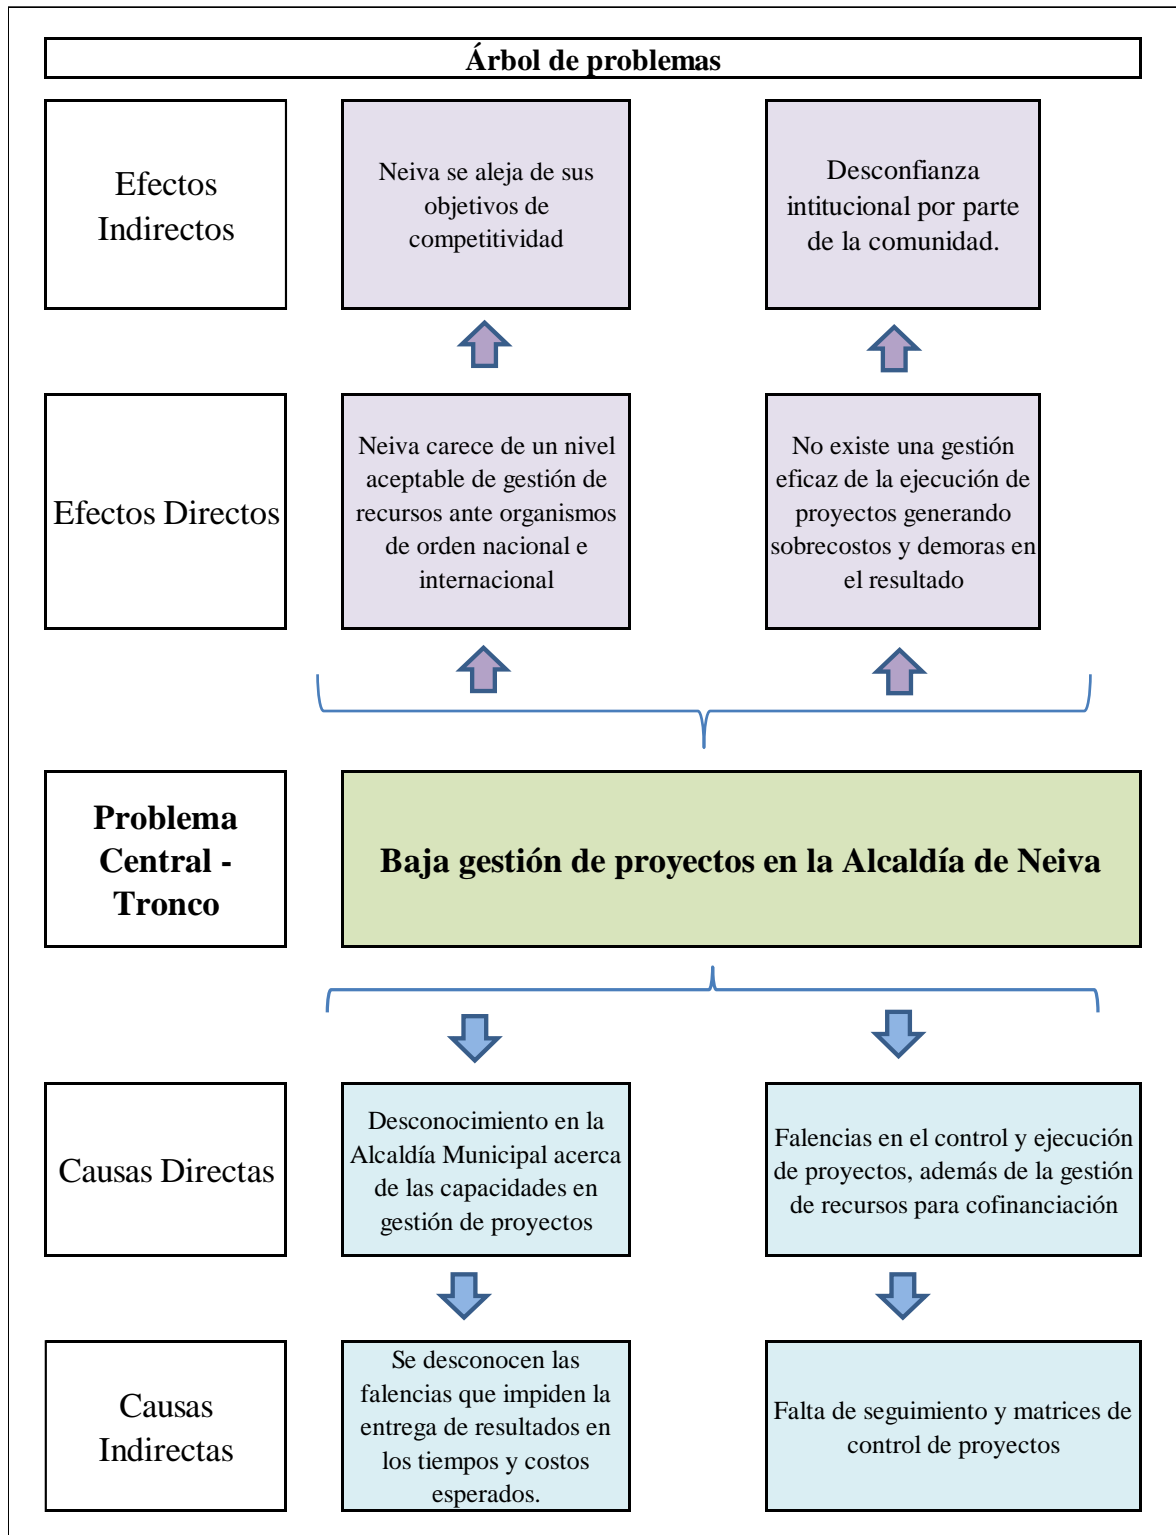 Árbol de problemas
Efectos
Indirectos
Neiva se aleja de sus
objetivos de
competitividad
Desconfianza
intitucional por parte
de la comunidad.
Efectos Directos
Neiva carece de un nivel
aceptable de gestión de
recursos ante organismos
de orden nacional e
internacional
No existe una gestión
eficaz de la ejecución de
proyectos generando
sobrecostos y demoras en
el resultado
Problema
Central -
Tronco
Baja gestión de proyectos en la Alcaldía de Neiva
Causas Directas
Desconocimiento en la
Alcaldía Municipal acerca
de las capacidades en
gestión de proyectos
Falencias en el control y ejecución
de proyectos, además de la gestión
de recursos para cofinanciación
Causas
Indirectas
Se desconocen las
falencias que impiden la
entrega de resultados en
los tiempos y costos
esperados.
Falta de seguimiento y matrices de
control de proyectos